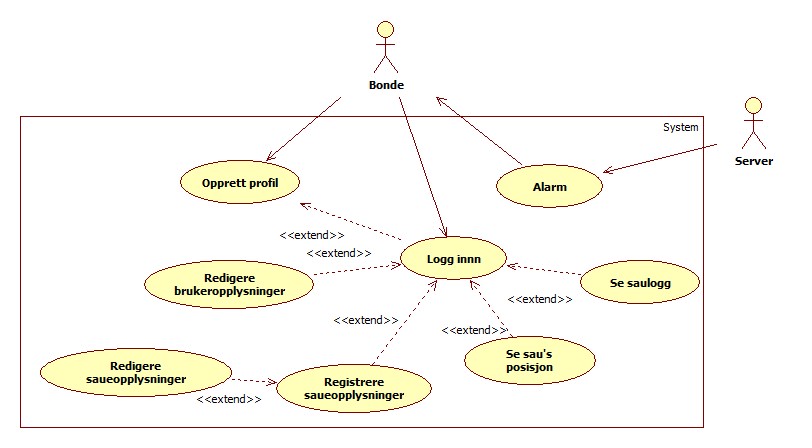 Bonde
System
Server
Opprett profil
Alarm
<<extend>>
<<extend>>
Logg innn
Redigere
brukeropplysninger
Se saulogg
<<extend>>
<<extend>>
<<extend>>
Se sau's
posisjon
Redigere
saueopplysninger
<<extend>>
Registrere
saueopplysninger